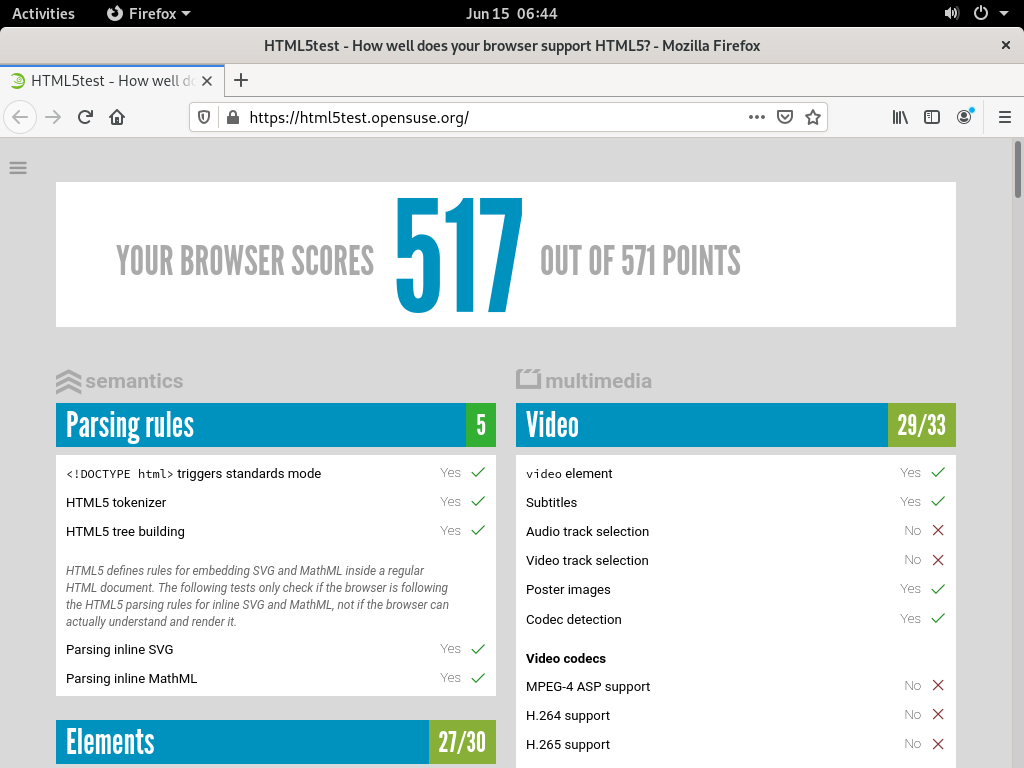 Activities Firefox Jun 15 06:44
HTML5test - How well does your browser support HTML5? - Mozilla Firefox
HTML5test - How well do
https://html5test.opensuse.org/
YOUR BROWSER SCORES 517 OUT OF 571 POINTS
semantics
Parsing rules 5
<!DOCTYPE html> triggers standards mode Yes
HTML5 tokenizer Yes
HTML5 tree building Yes
HTML5 defines rules for embedding SVG and MathML inside a regular
HTML document. The following tests only check if the browser is following
the HTML5 parsing rules for inline SVG and MathML, not if the browser can
actually understand and render it.
Parsing inline SVG Yes
Parsing inline MathML Yes
Elements 27/30
multimedia
Video 29/33
video element Yes
Subtitles Yes
Audio track selection No
Video track selection No
Poster images Yes
Codec detection Yes
Video codecs
MPEG-4 ASP support No
H.264 support No
H.265 support No